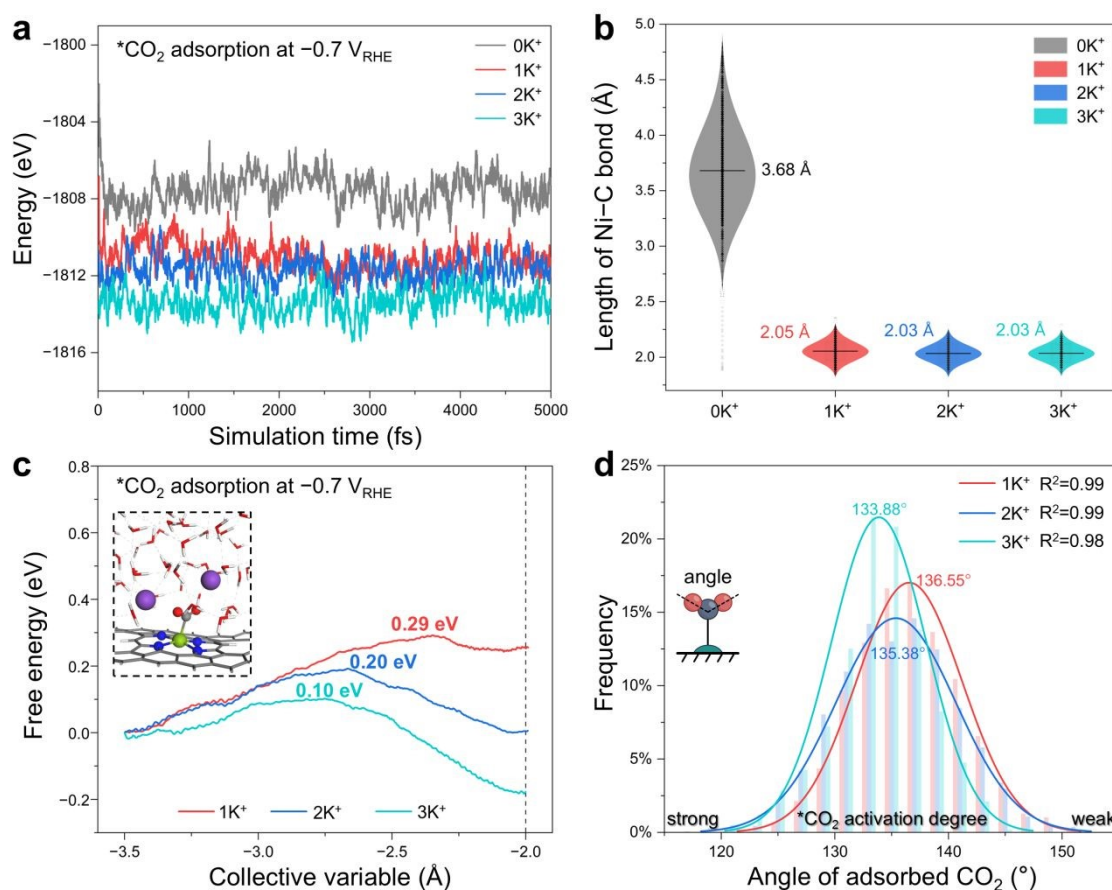 a
*CO₂ adsorption at −0.7 V_RHE
0K⁺
1K⁺
2K⁺
3K⁺
Energy (eV)
−1800
−1804
−1808
−1812
−1816
0
1000
2000
3000
4000
5000
Simulation time (fs)
b
0K⁺
1K⁺
2K⁺
3K⁺
Length of Ni−C bond (Å)
5.0
4.5
4.0
3.5
3.0
2.5
2.0
3.68 Å
2.05 Å
2.03 Å
2.03 Å
0K⁺
1K⁺
2K⁺
3K⁺
c
*CO₂ adsorption at −0.7 V_RHE
Free energy (eV)
0.8
0.6
0.4
0.2
0.0
−0.2
0.29 eV
0.20 eV
0.10 eV
1K⁺
2K⁺
3K⁺
−3.5
−3.0
−2.5
−2.0
Collective variable (Å)
d
1K⁺ R²=0.99
2K⁺ R²=0.99
3K⁺ R²=0.98
Frequency
25%
20%
15%
10%
5%
0%
133.88°
136.55°
135.38°
angle
strong
*CO₂ activation degree
weak
120
130
140
150
Angle of adsorbed CO₂ (°)